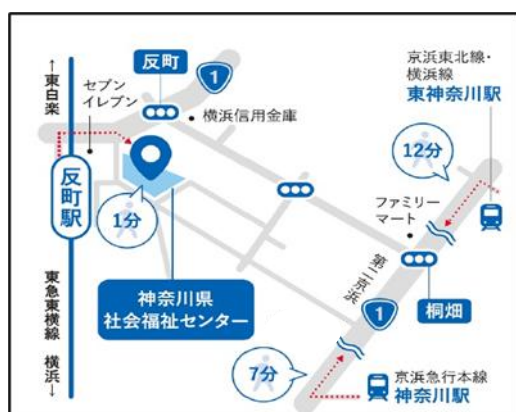 ↑東白楽
セブン
イレブン
反町
1
横浜信用金庫
京浜東北線・
横浜線
東神奈川駅
12分
反町駅
1分
ファミリー
マート
神奈川県
社会福祉センター
第二京浜
1
桐畑
東急東横線 横浜↓
7分
京浜急行本線
神奈川駅